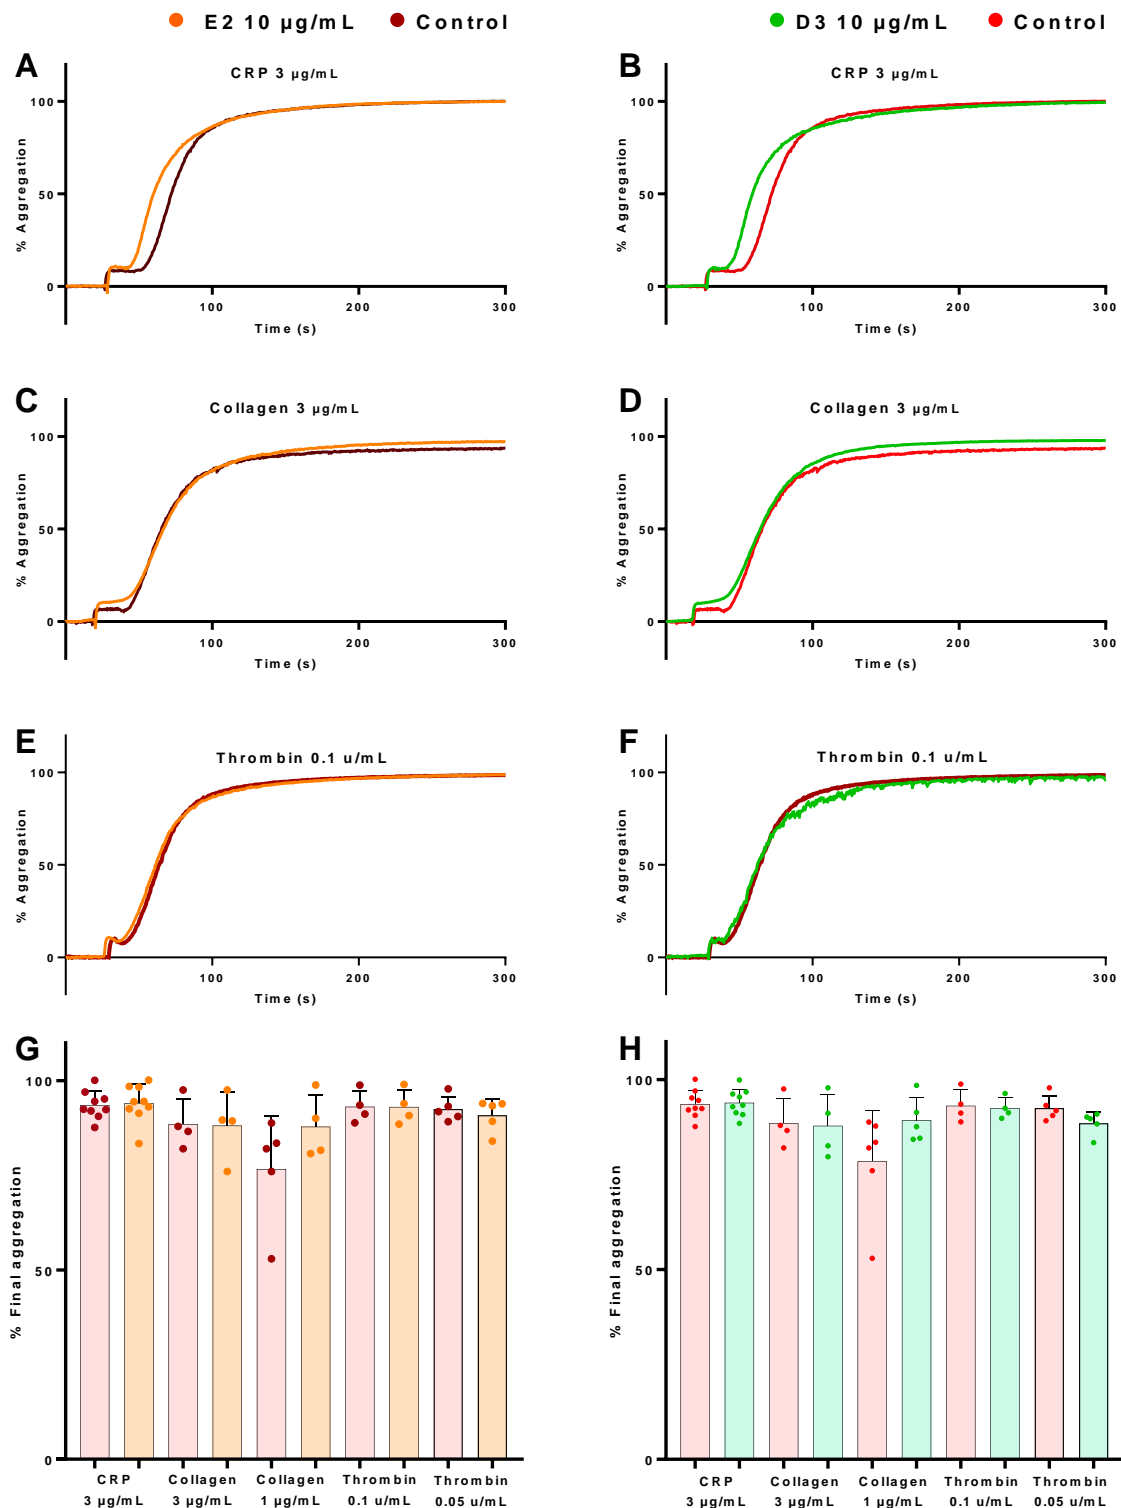 E2 10 µg/mL Control
D3 10 µg/mL Control
A
CRP 3 µg/mL
% Aggregation
100
50
0
100 200 300
Time (s)
B
CRP 3 µg/mL
% Aggregation
100
50
0
100 200 300
Time (s)
C
Collagen 3 µg/mL
% Aggregation
100
50
0
100 200 300
Time (s)
D
Collagen 3 µg/mL
% Aggregation
100
50
0
100 200 300
Time (s)
E
Thrombin 0.1 u/mL
% Aggregation
100
50
0
100 200 300
Time (s)
F
Thrombin 0.1 u/mL
% Aggregation
100
50
0
100 200 300
Time (s)
G
% Final aggregation
100
50
0
CRP Collagen Collagen Thrombin Thrombin
3 µg/mL 3 µg/mL 1 µg/mL 0.1 u/mL 0.05 u/mL
H
% Final aggregation
100
50
0
CRP Collagen Collagen Thrombin Thrombin
3 µg/mL 3 µg/mL 1 µg/mL 0.1 u/mL 0.05 u/mL